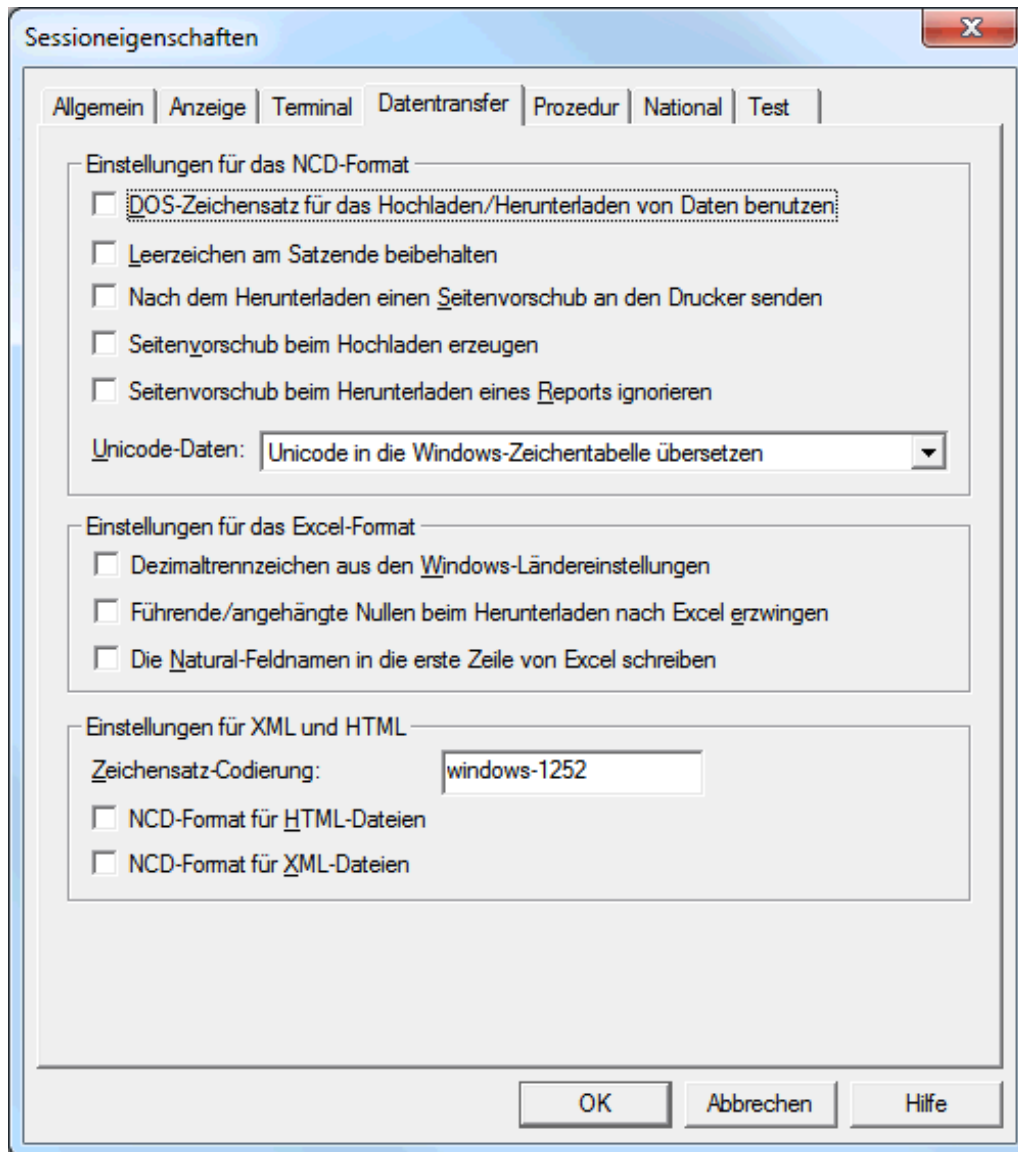 Sessioneigenschaften
Allgemein Anzeige Terminal Datentransfer Prozedur National Test
Einstellungen für das NCD-Format
DOS-Zeichensatz für das Hochladen/Herunterladen von Daten benutzen
Leerzeichen am Satzende beibehalten
Nach dem Herunterladen einen Seitenvorschub an den Drucker senden
Seitenvorschub beim Hochladen erzeugen
Seitenvorschub beim Herunterladen eines Reports ignorieren
Unicode-Daten: Unicode in die Windows-Zeichentabelle übersetzen
Einstellungen für das Excel-Format
Dezimaltrennzeichen aus den Windows-Ländereinstellungen
Führende/angehängte Nullen beim Herunterladen nach Excel erzwingen
Die Natural-Feldnamen in die erste Zeile von Excel schreiben
Einstellungen für XML und HTML
Zeichensatz-Codierung: windows-1252
NCD-Format für HTML-Dateien
NCD-Format für XML-Dateien
OK Abbrechen Hilfe